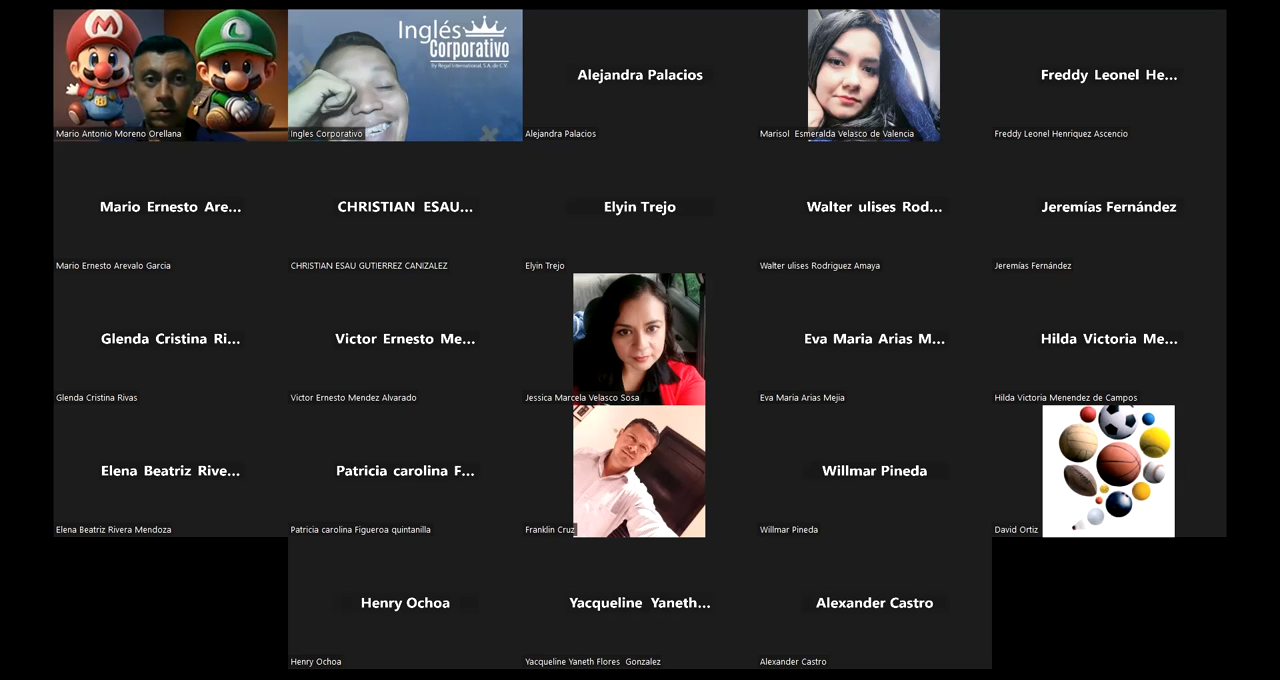 M
L
Inglés
Corporativo
By Regal International, S.A. de C.V.
Alejandra Palacios
Freddy Leonel He...
Mario Antonio Moreno Orellana
Ingles Corporativo
Alejandra Palacios
Marisol Esmeralda Velasco de Valencia
Freddy Leonel Henriquez Ascencio
Mario Ernesto Are...
CHRISTIAN ESAU...
Elyin Trejo
Walter ulises Rod...
Jeremías Fernández
Mario Ernesto Arevalo Garcia
CHRISTIAN ESAU GUTIERREZ CANIZALEZ
Elyin Trejo
Walter ulises Rodriguez Amaya
Jeremías Fernández
Glenda Cristina Ri...
Victor Ernesto Me...
Eva Maria Arias M...
Hilda Victoria Me...
Glenda Cristina Rivas
Victor Ernesto Mendez Alvarado
Jessica Marcela Velasco Sosa
Eva Maria Arias Mejia
Hilda Victoria Menendez de Campos
Elena Beatriz Rive...
Patricia carolina F...
Willmar Pineda
Elena Beatriz Rivera Mendoza
Patricia carolina Figueroa quintanilla
Franklin Cruz
Willmar Pineda
David Ortiz
Henry Ochoa
Yacqueline Yaneth...
Alexander Castro
Henry Ochoa
Yacqueline Yaneth Flores Gonzalez
Alexander Castro